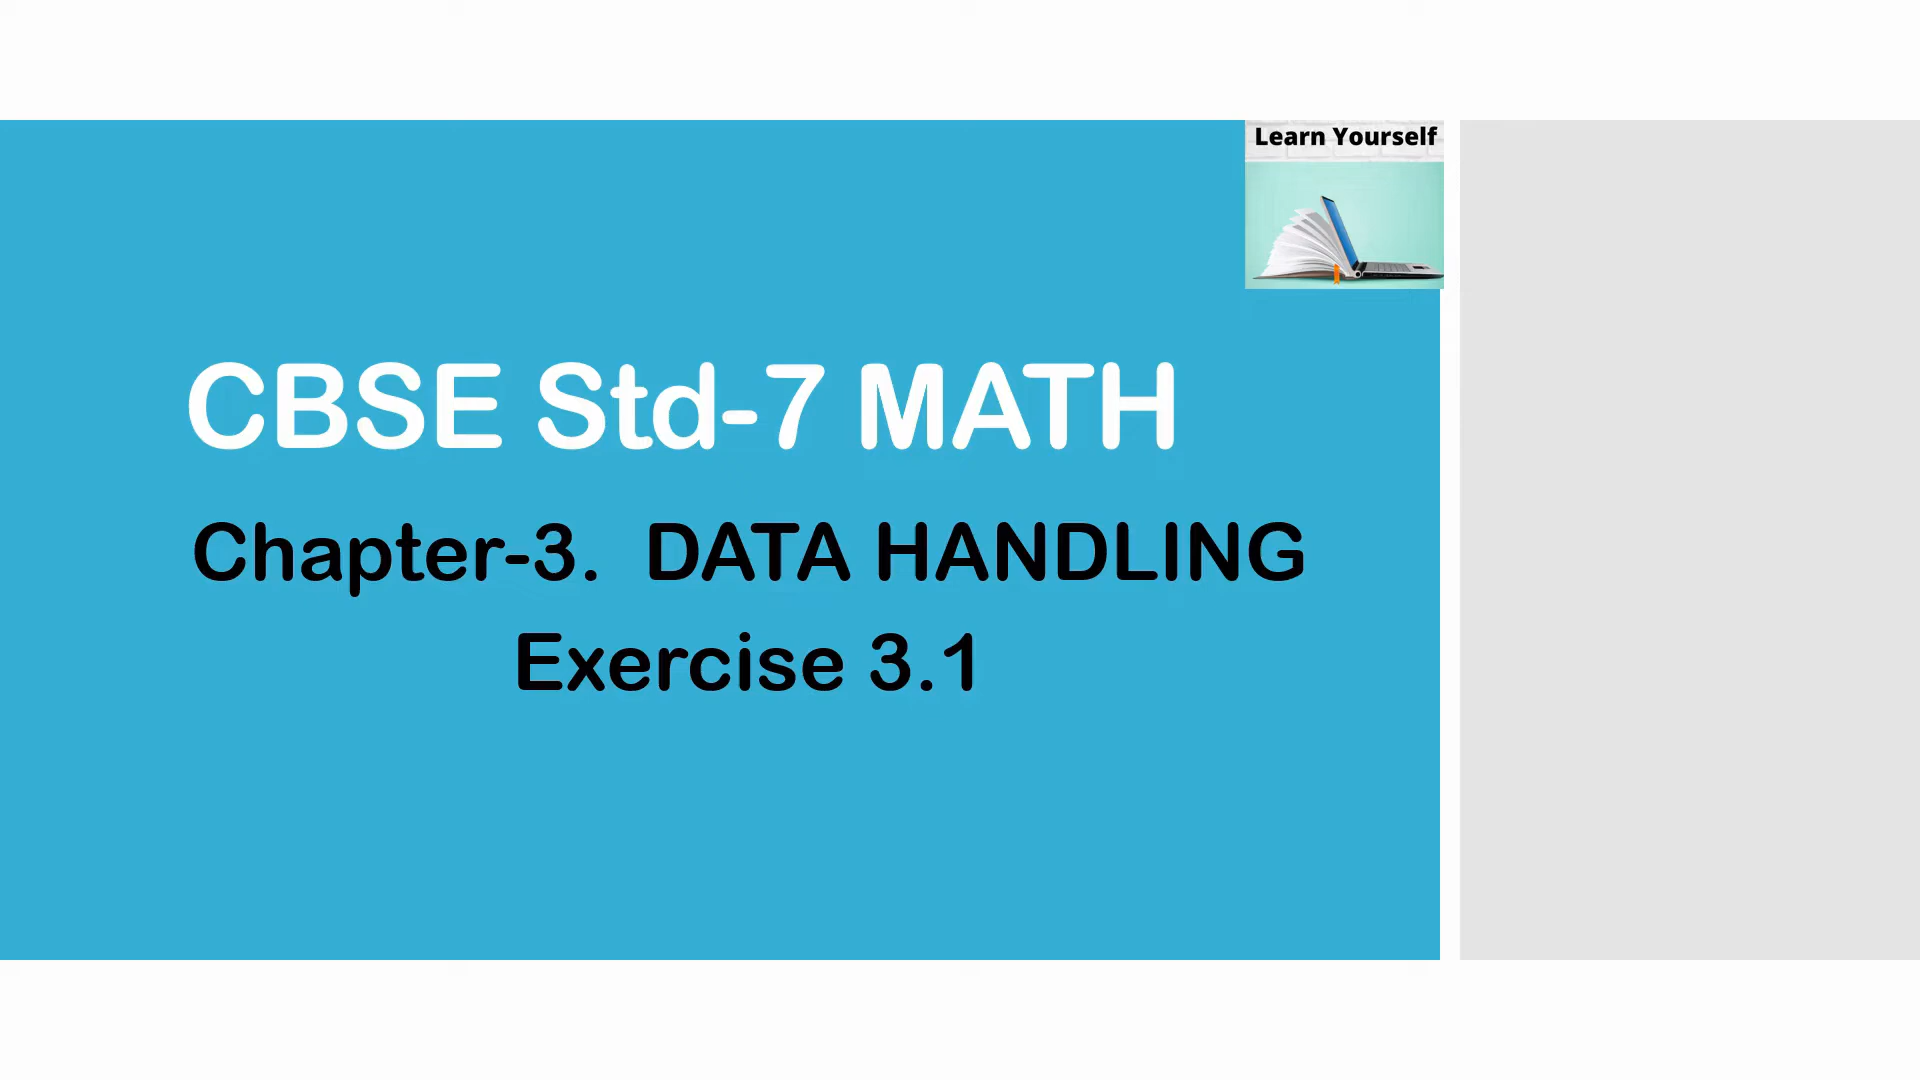 Learn Yourself
CBSE Std-7 MATH
Chapter-3. DATA HANDLING
Exercise 3.1